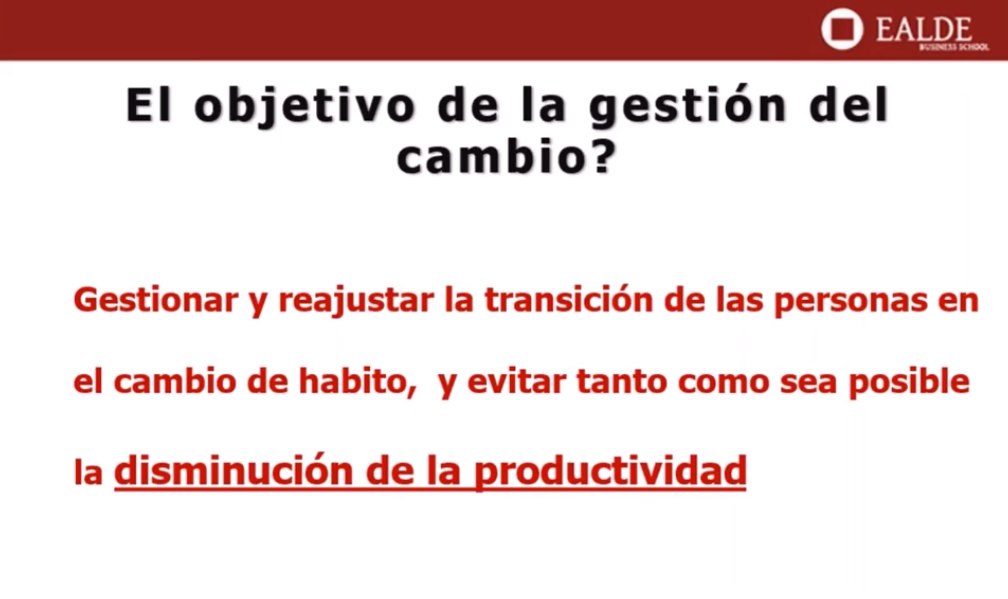 EALDE
BUSINESS SCHOOL
El objetivo de la gestión del
cambio?
Gestionar y reajustar la transición de las personas en
el cambio de habito, y evitar tanto como sea posible
la disminución de la productividad